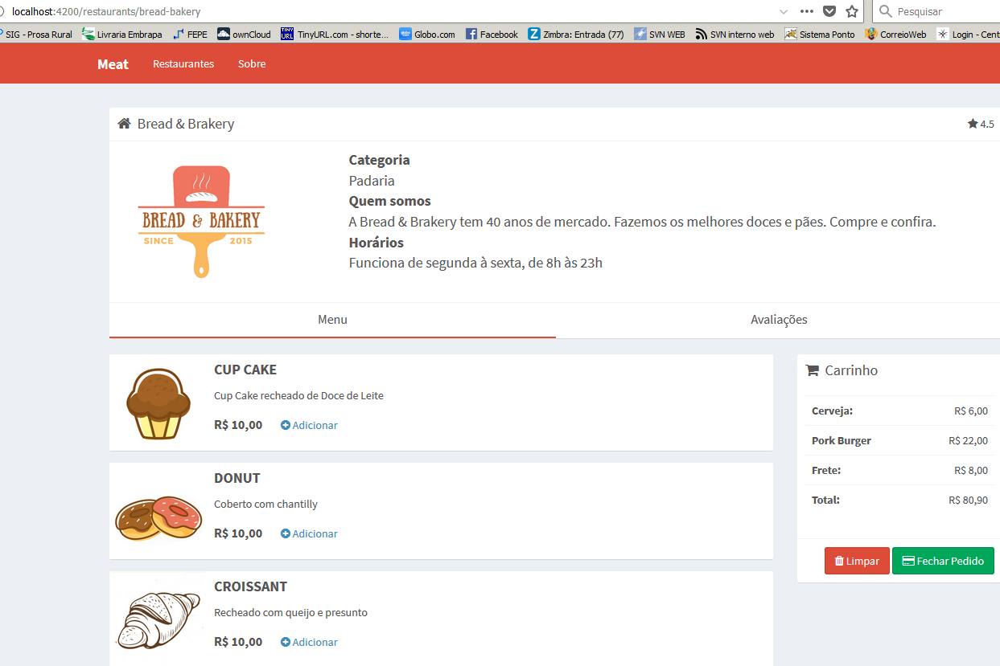 localhost:4200/restaurants/bread-bakery
Pesquisar
SIG - Prosa Rural Livraria Embrapa FEPE ownCloud TINY URL TinyURL.com - shorte... Globo.com Facebook Z Zimbra: Entrada (77) SVN WEB SVN interno web Sistema Ponto CorreioWeb Login - Cent
Meat Restaurantes Sobre
Bread & Brakery 4.5
BREAD & BAKERY
SINCE 2015
Categoria
Padaria
Quem somos
A Bread & Brakery tem 40 anos de mercado. Fazemos os melhores doces e pães. Compre e confira.
Horários
Funciona de segunda à sexta, de 8h às 23h
Menu Avaliações
CUP CAKE
Cup Cake recheado de Doce de Leite
R$ 10,00 Adicionar
DONUT
Coberto com chantilly
R$ 10,00 Adicionar
CROISSANT
Recheado com queijo e presunto
R$ 10,00 Adicionar
Carrinho
Cerveja: R$ 6,00
Pork Burger R$ 22,00
Frete: R$ 8,00
Total: R$ 80,90
Limpar Fechar Pedido